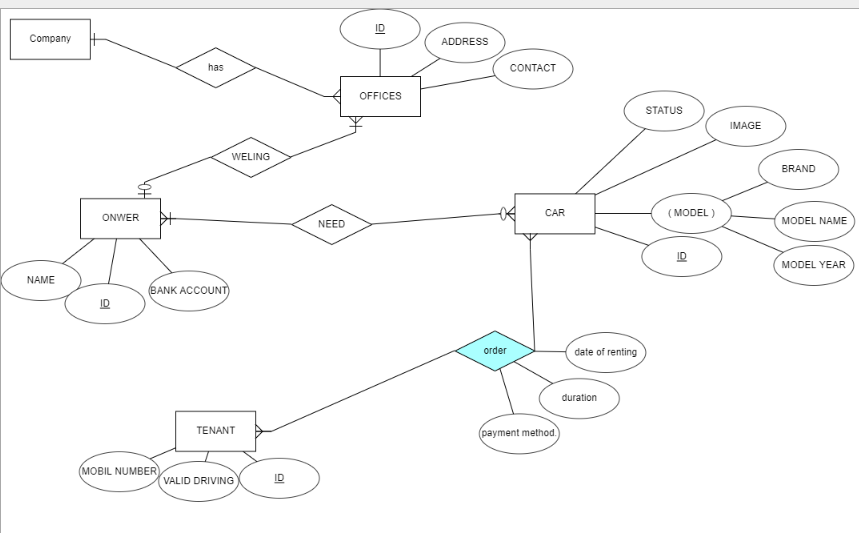 Company
has
ID
ADDRESS
CONTACT
OFFICES
WELING
ONWER
NAME
ID
BANK ACCOUNT
NEED
CAR
STATUS
IMAGE
( MODEL )
BRAND
MODEL NAME
MODEL YEAR
ID
order
date of renting
duration
payment method.
TENANT
MOBIL NUMBER
VALID DRIVING
ID